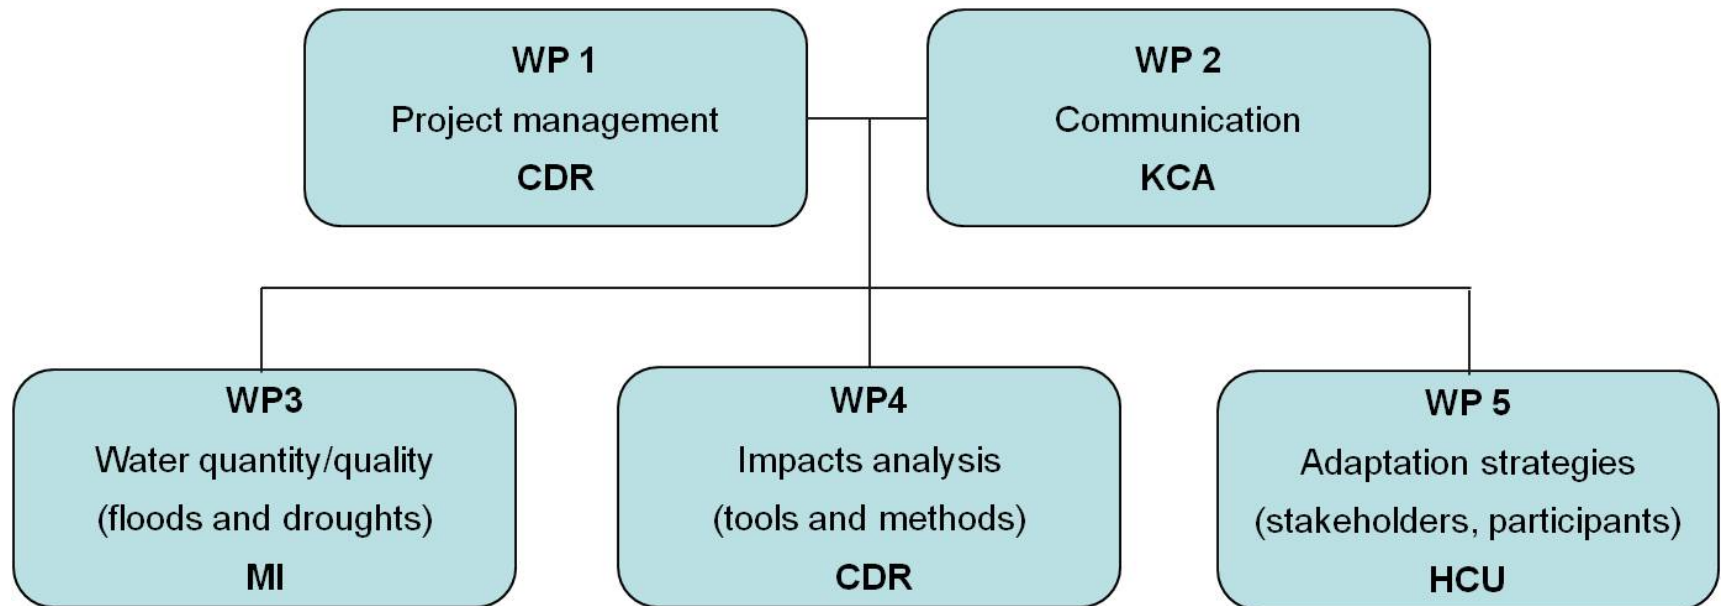 WP 1
Project management
CDR
WP 2
Communication
KCA
WP3
Water quantity/quality
(floods and droughts)
MI
WP4
Impacts analysis
(tools and methods)
CDR
WP 5
Adaptation strategies
(stakeholders, participants)
HCU